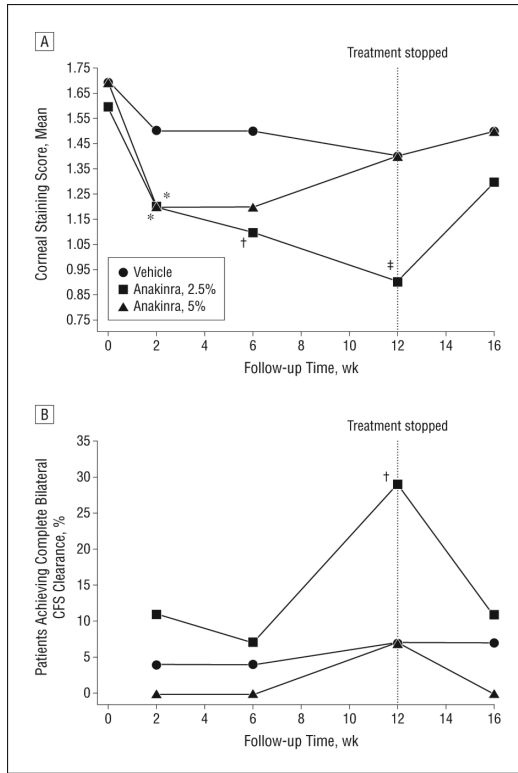 A
Treatment stopped
1.75
1.65
1.55
1.45
1.35
1.25
1.15
1.05
0.95
0.85
0.75
Corneal Staining Score, Mean
*
*
†
‡
Vehicle
Anakinra, 2.5%
Anakinra, 5%
0 2 4 6 8 10 12 14 16
Follow-up Time, wk
B
Treatment stopped
35
30
25
20
15
10
5
0
Patients Achieving Complete Bilateral
CFS Clearance, %
†
0 2 4 6 8 10 12 14 16
Follow-up Time, wk